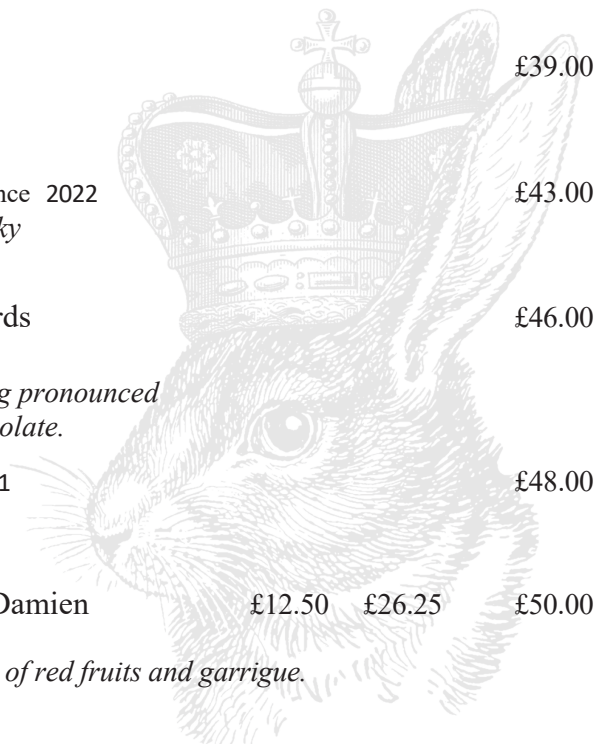 £39.00
nce 2022 £43.00
ky
rds £46.00
g pronounced
olate.
1 £48.00
Damien £12.50 £26.25 £50.00
of red fruits and garrigue.